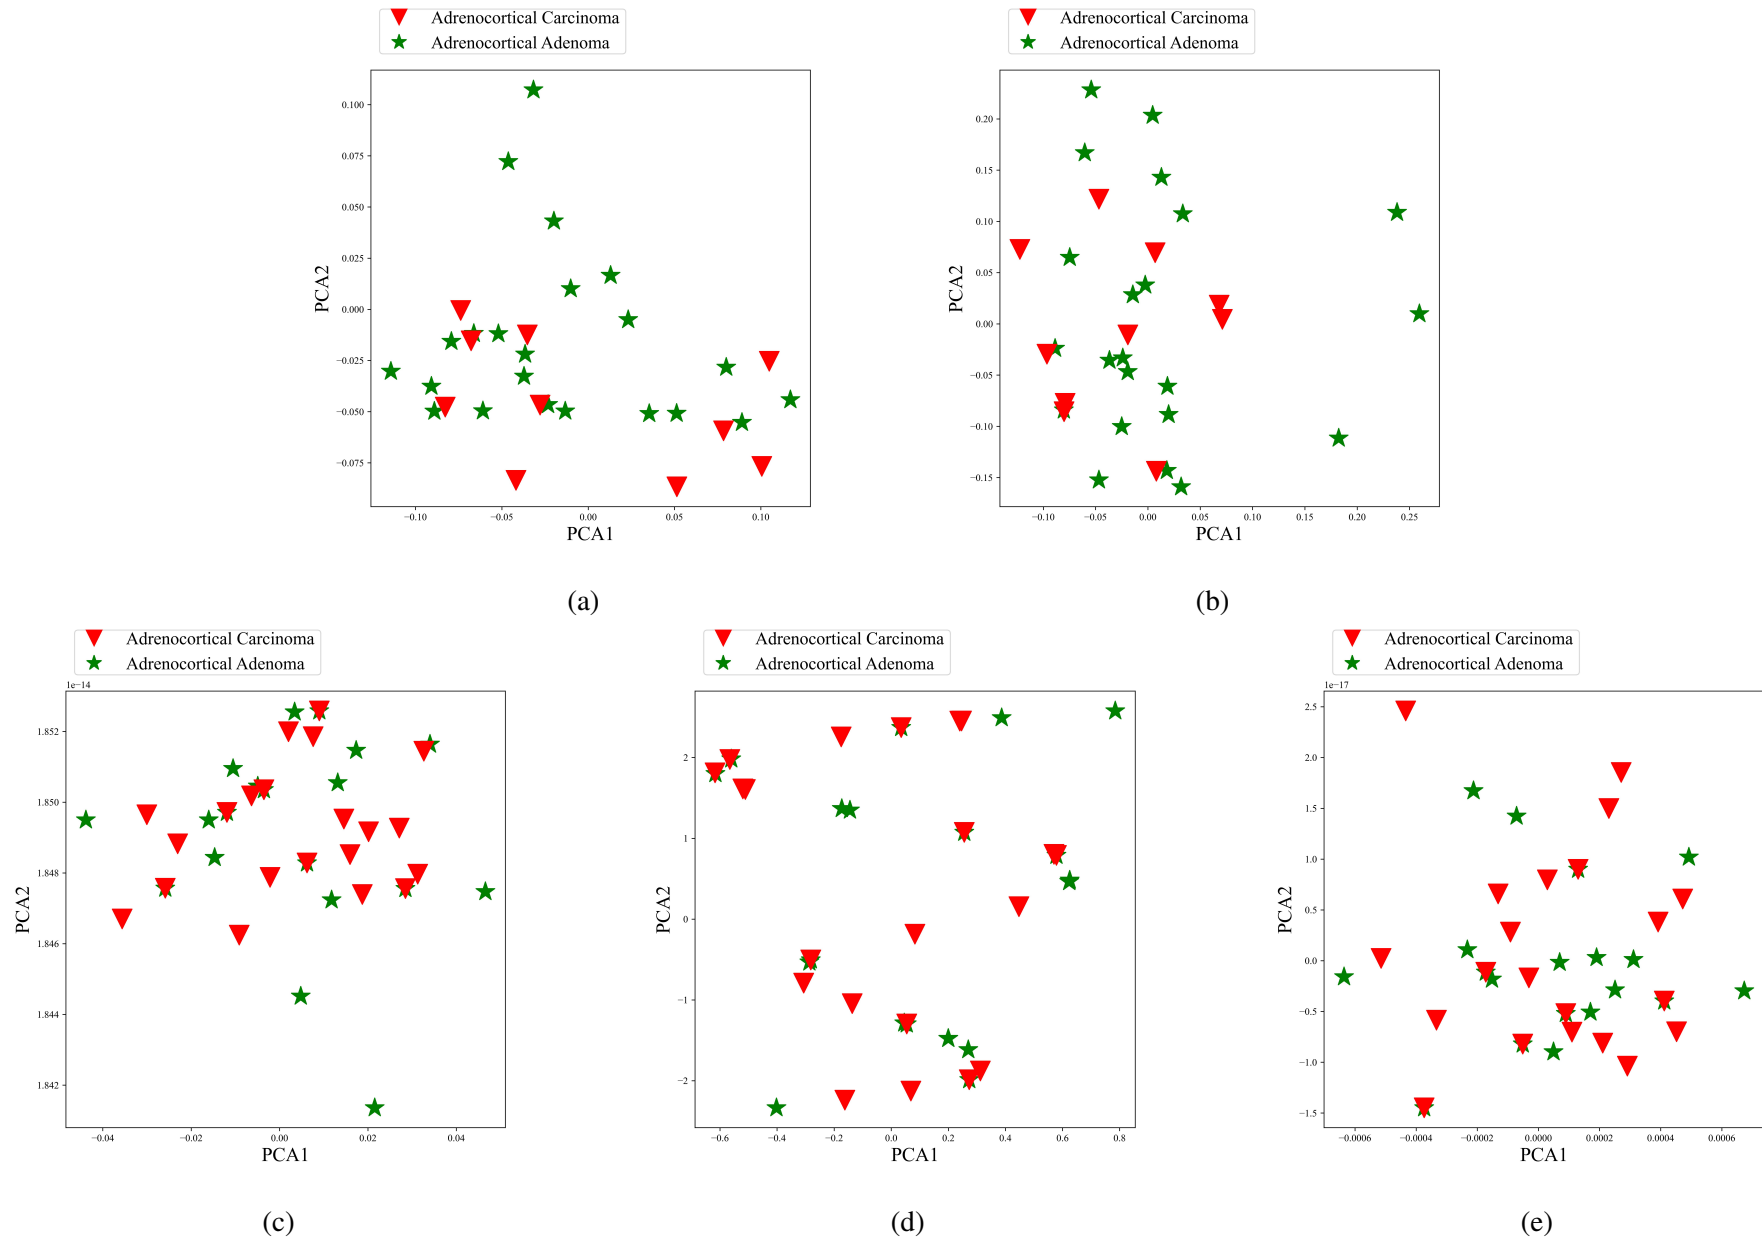 Adrenocortical Carcinoma
Adrenocortical Adenoma
0.100
0.075
0.050
0.025
0.000
−0.025
−0.050
−0.075
PCA2
−0.10
−0.05
0.00
0.05
0.10
PCA1
(a)
Adrenocortical Carcinoma
Adrenocortical Adenoma
0.20
0.15
0.10
0.05
0.00
−0.05
−0.10
−0.15
PCA2
−0.10
−0.05
0.00
0.05
0.10
0.15
0.20
0.25
PCA1
(b)
Adrenocortical Carcinoma
Adrenocortical Adenoma
1e−14
1.852
1.850
1.848
1.846
1.844
1.842
PCA2
−0.04
−0.02
0.00
0.02
0.04
PCA1
(c)
Adrenocortical Carcinoma
Adrenocortical Adenoma
2
1
0
−1
−2
PCA2
−0.6
−0.4
−0.2
0.0
0.2
0.4
0.6
0.8
PCA1
(d)
Adrenocortical Carcinoma
Adrenocortical Adenoma
1e−17
2.5
2.0
1.5
1.0
0.5
0.0
−0.5
−1.0
−1.5
PCA2
−0.0006
−0.0004
−0.0002
0.0000
0.0002
0.0004
0.0006
PCA1
(e)